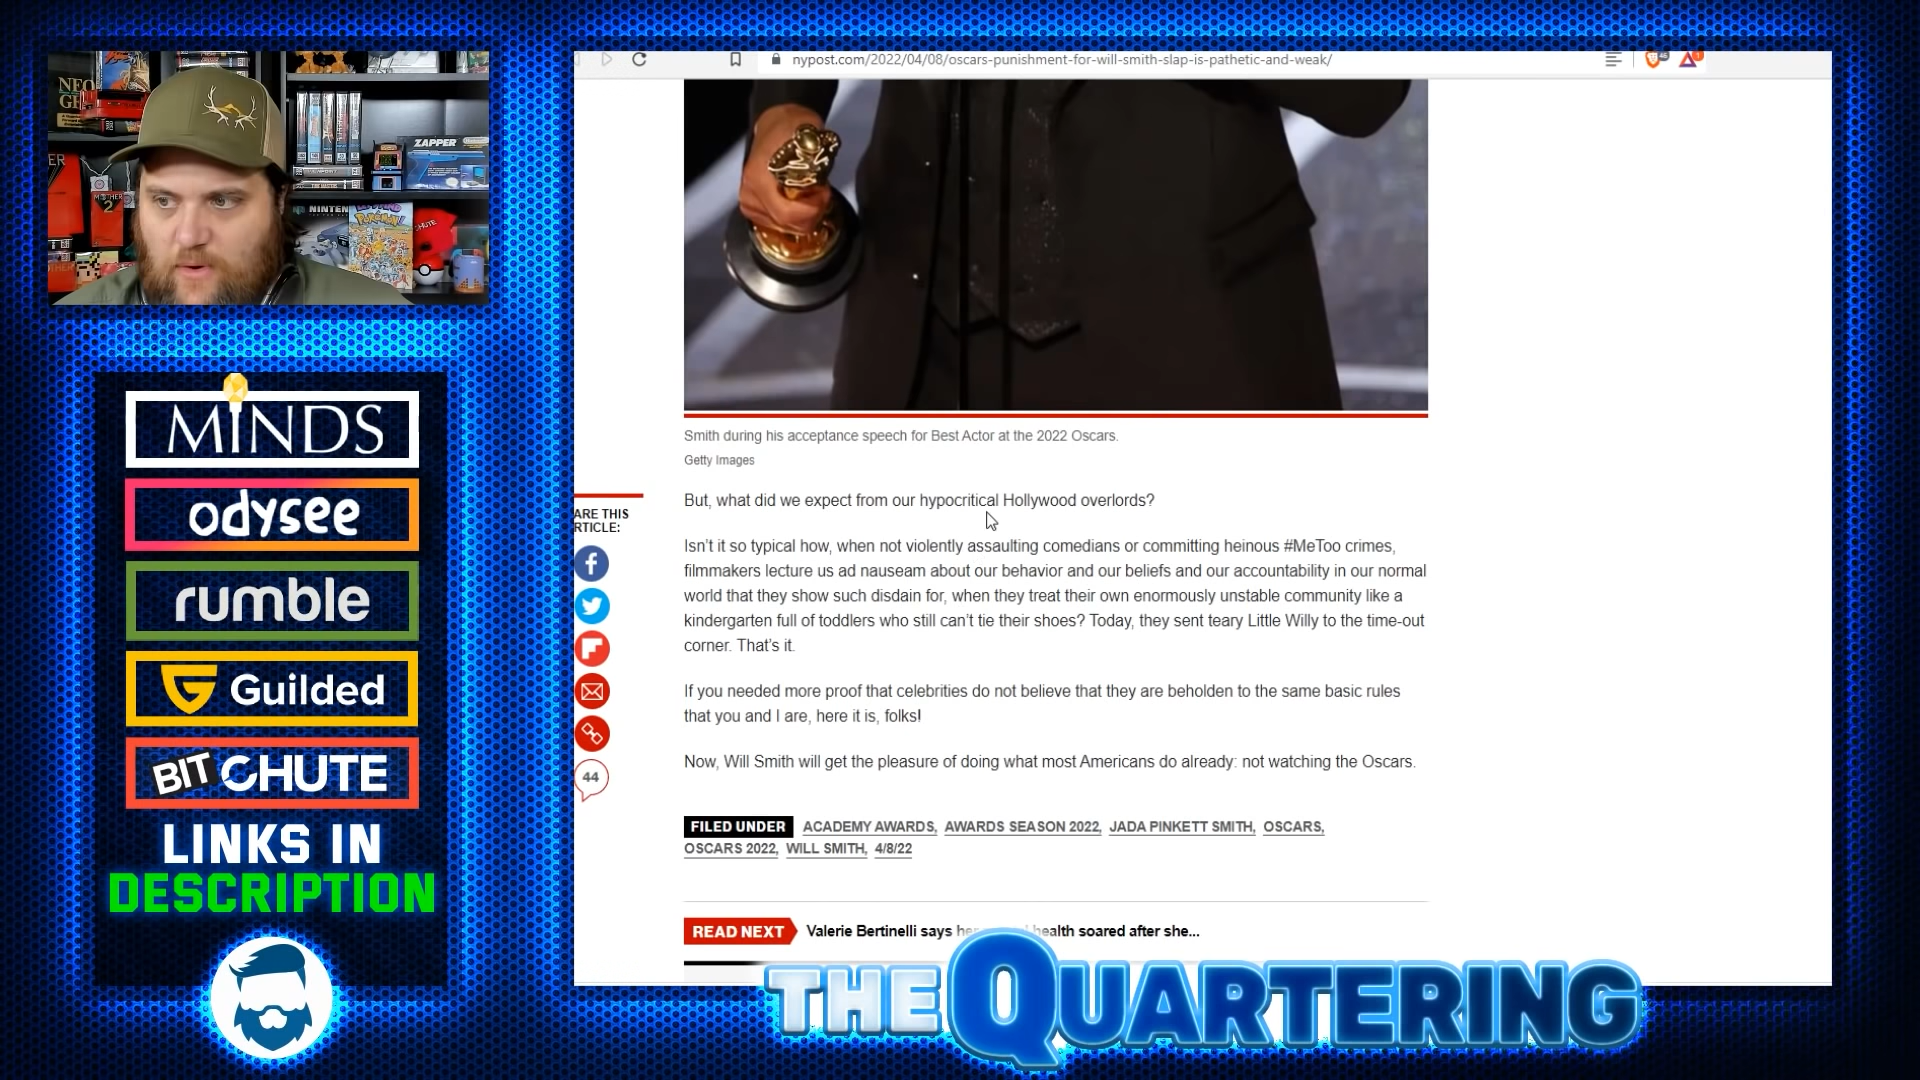 nypost.com/2022/04/08/oscars-punishment-for-will-smith-slap-is-pathetic-and-weak/
NEO
ZAPPER
MOTHER
2
NINTEN
Pokémon
MINDS
odysee
rumble
Guilded
BITCHUTE
LINKS IN
DESCRIPTION
Smith during his acceptance speech for Best Actor at the 2022 Oscars.
Getty Images
ARE THIS
RTICLE:
44
But, what did we expect from our hypocritical Hollywood overlords?
Isn't it so typical how, when not violently assaulting comedians or committing heinous #MeToo crimes,
filmmakers lecture us ad nauseam about our behavior and our beliefs and our accountability in our normal
world that they show such disdain for, when they treat their own enormously unstable community like a
kindergarten full of toddlers who still can't tie their shoes? Today, they sent teary Little Willy to the time-out
corner. That's it.
If you needed more proof that celebrities do not believe that they are beholden to the same basic rules
that you and I are, here it is, folks!
Now, Will Smith will get the pleasure of doing what most Americans do already: not watching the Oscars.
FILED UNDER ACADEMY AWARDS, AWARDS SEASON 2022, JADA PINKETT SMITH, OSCARS,
OSCARS 2022, WILL SMITH, 4/8/22
READ NEXT Valerie Bertinelli says her health soared after she...
THE QUARTERING